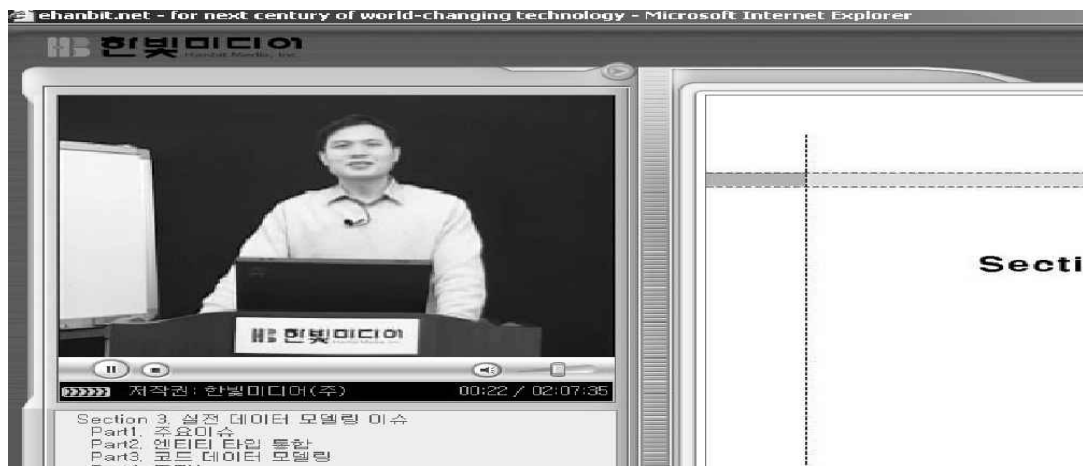 ehanbit.net - for next century of world-changing technology - Microsoft Internet Explorer
한빛미디어
Hanbit Media, Inc.
한빛미디어
저작권 : 한빛미디어(주) 00:22 / 02:07:35
Section 3. 실전 데이터 모델링 이슈
Part1. 주요이슈
Part2. 엔티티 타입 통합
Part3. 코드 데이터 모델링
Secti